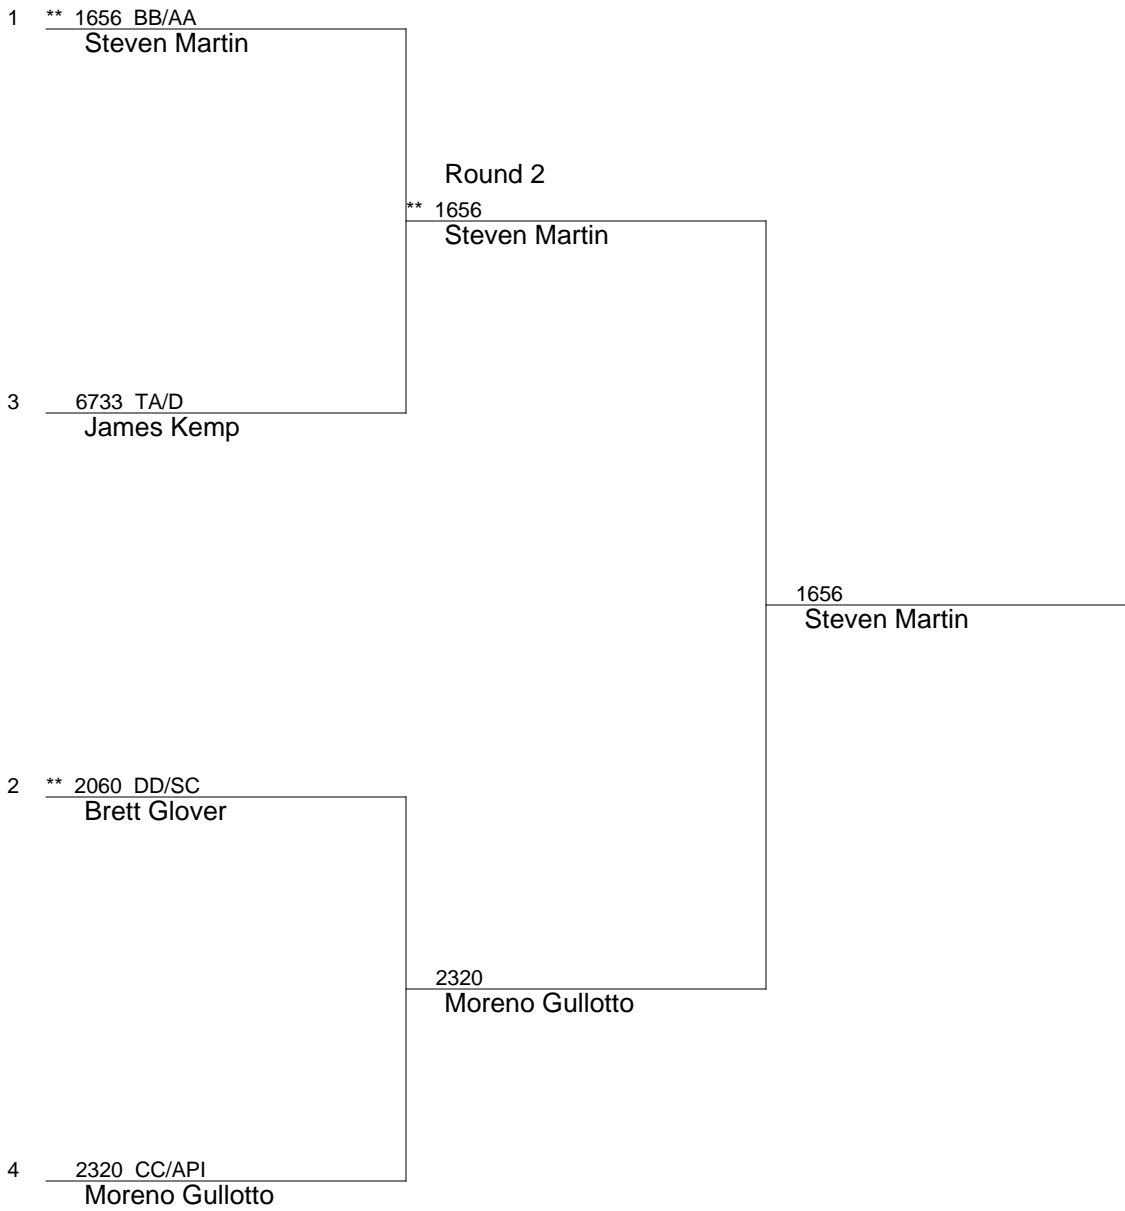 1 ** 1656 BB/AA
Steven Martin
Round 2
** 1656
Steven Martin
3 6733 TA/D
James Kemp
1656
Steven Martin
2 ** 2060 DD/SC
Brett Glover
2320
Moreno Gullotto
4 2320 CC/API
Moreno Gullotto